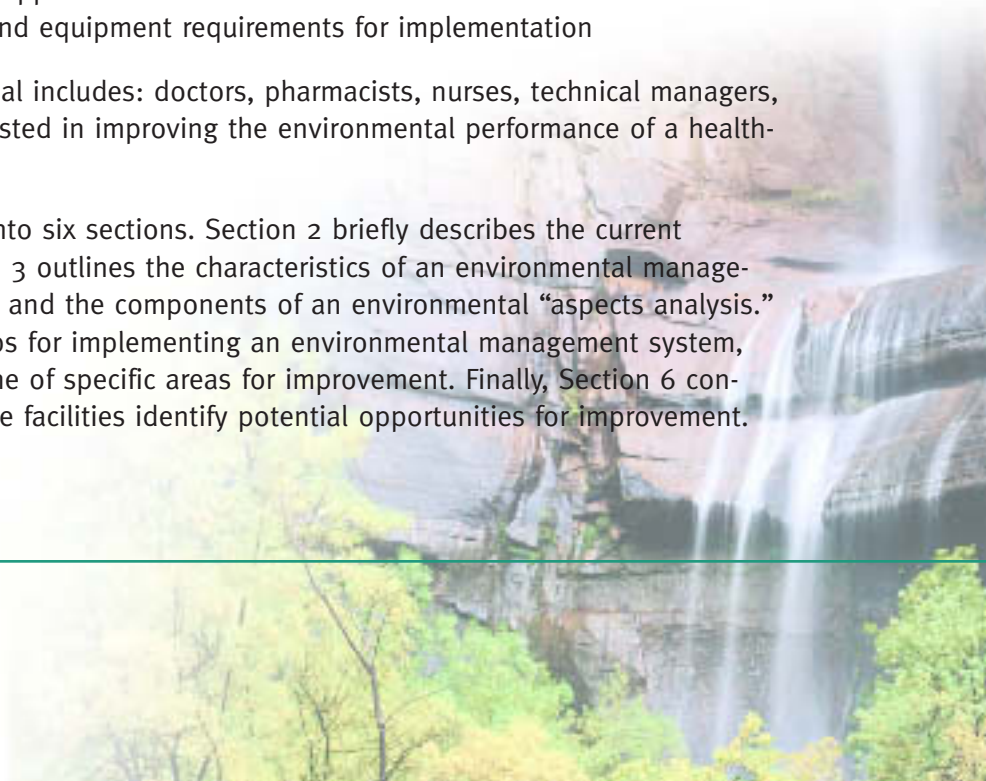 nd equipment requirements for implementation
al includes: doctors, pharmacists, nurses, technical managers,
sted in improving the environmental performance of a health-
nto six sections. Section 2 briefly describes the current
3 outlines the characteristics of an environmental manage-
and the components of an environmental “aspects analysis.”
ps for implementing an environmental management system,
ne of specific areas for improvement. Finally, Section 6 con-
e facilities identify potential opportunities for improvement.